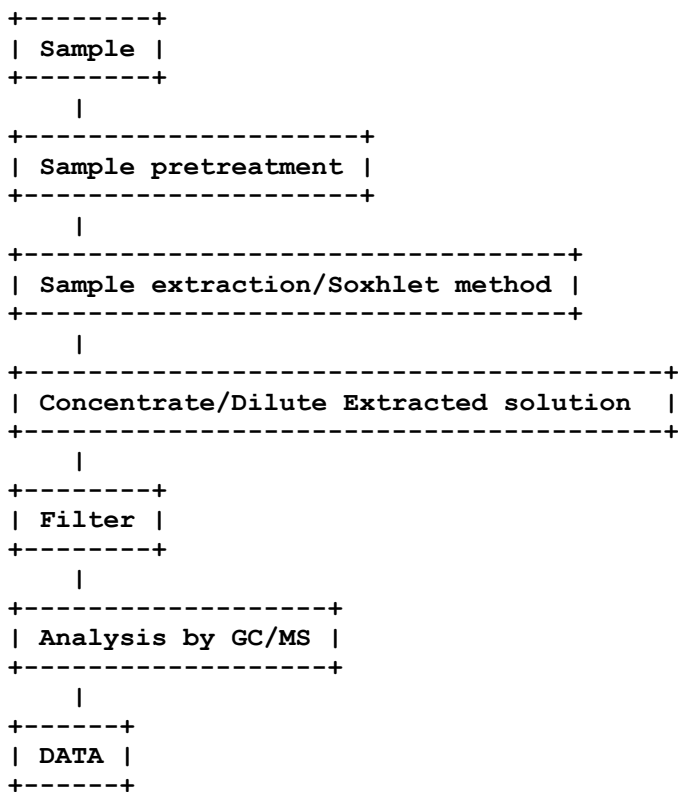 Sample
Sample pretreatment
Sample extraction/Soxhlet method
Concentrate/Dilute Extracted solution
Filter
Analysis by GC/MS
DATA